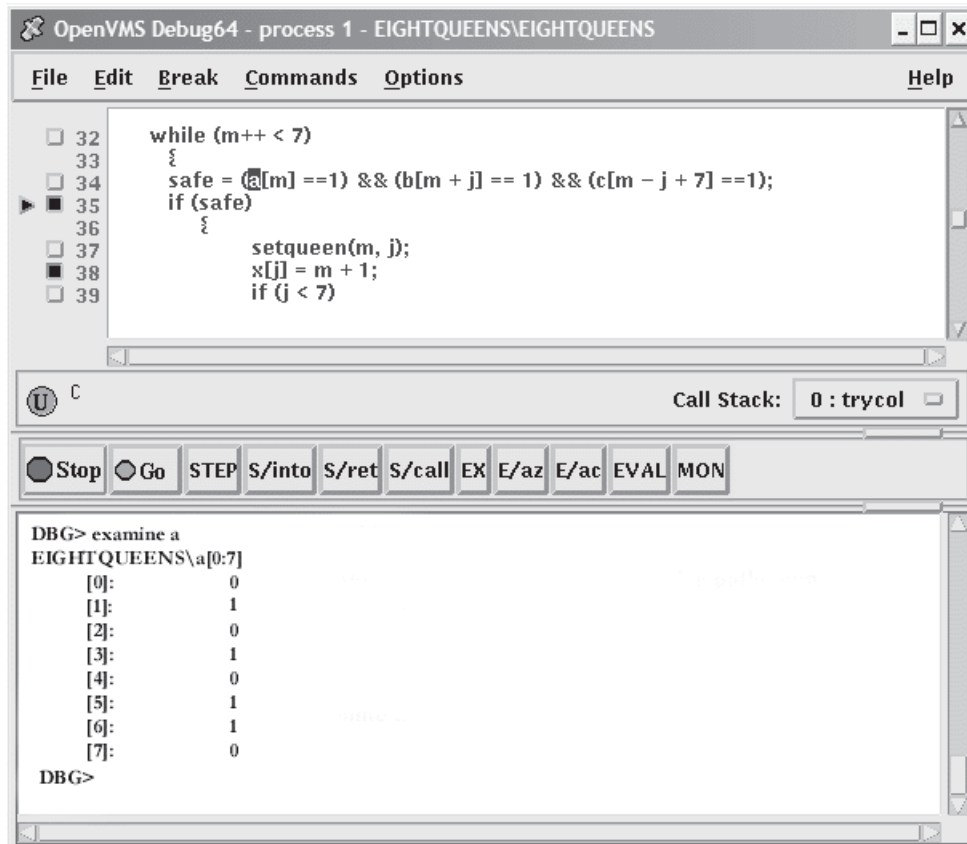 OpenVMS Debug64 - process 1 - EIGHTQUEENS\EIGHTQUEENS
File Edit Break Commands Options Help
32 while (m++ < 7)
33 {
34 safe = (a[m] ==1) && (b[m + j] == 1) && (c[m - j + 7] ==1);
35 if (safe)
36 {
37 setqueen(m, j);
38 x[j] = m + 1;
39 if (j < 7)
U C Call Stack: 0 : trycol
Stop Go STEP S/into S/ret S/call EX E/az E/ac EVAL MON
DBG> examine a
EIGHTQUEENS\a[0:7]
[0]: 0
[1]: 1
[2]: 0
[3]: 1
[4]: 0
[5]: 1
[6]: 1
[7]: 0
DBG>